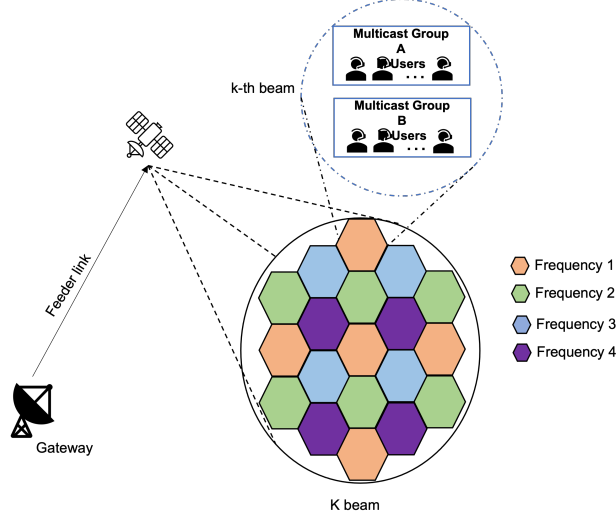 Multicast Group
A
Users
k-th beam
Multicast Group
B
Users
Feeder link
Frequency 1
Frequency 2
Frequency 3
Frequency 4
Gateway
K beam